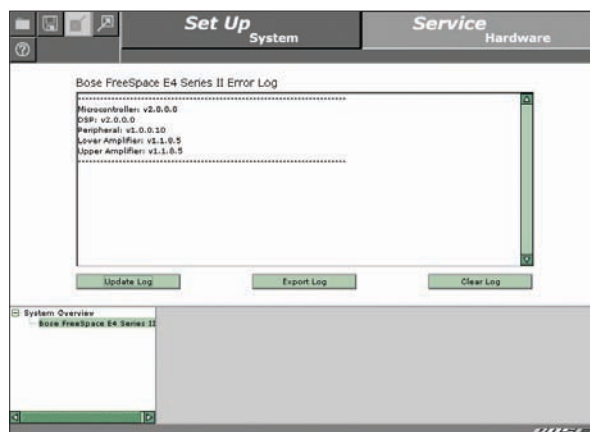 Set Up
System
Service
Hardware
Bose FreeSpace E4 Series II Error Log
Microcontroller: v2.0.0.0
DSP: v2.0.0.0
Peripheral: v1.0.0.10
Lower Amplifier: v1.1.0.5
Upper Amplifier: v1.1.0.5
Update Log
Export Log
Clear Log
System Overview
Bose FreeSpace E4 Series II